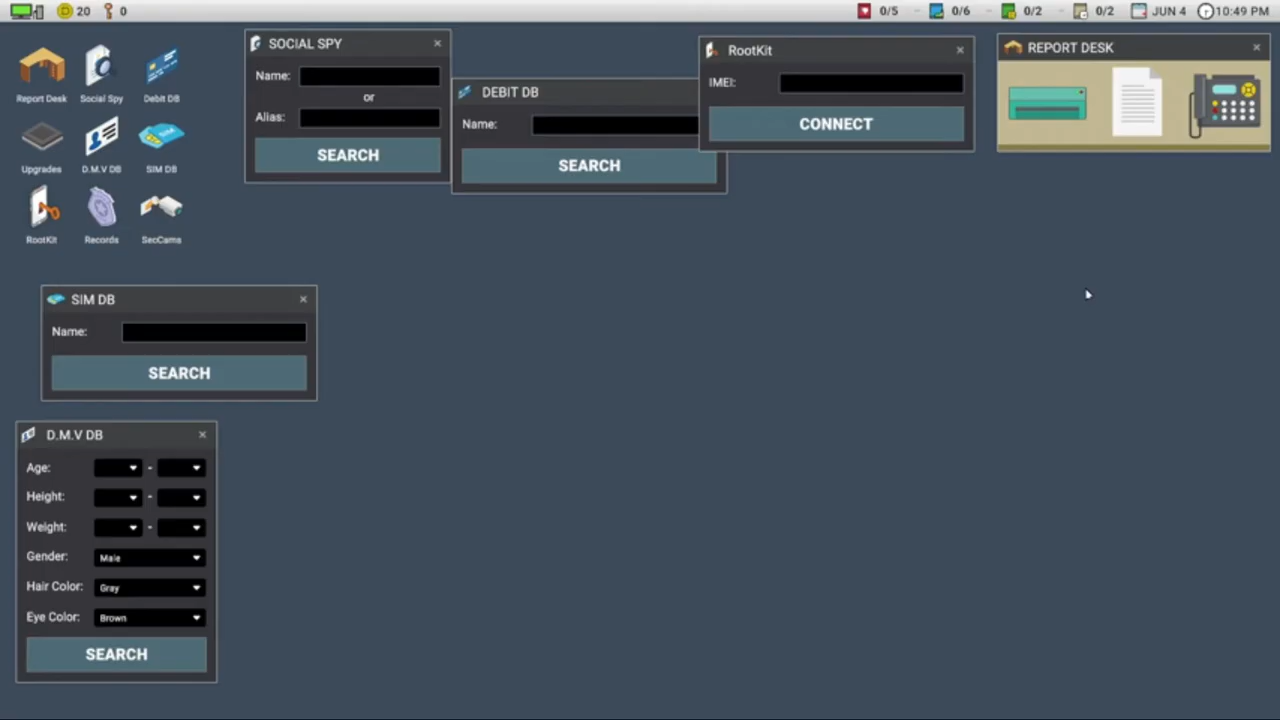 20 0 0/5 0/6 0/2 0/2 JUN 4 10:49 PM
Report Desk Social Spy Debit DB
Upgrades D.M.V DB SIM DB
RootKit Records SecCams
SOCIAL SPY
Name:
or
Alias:
SEARCH
DEBIT DB
Name:
SEARCH
RootKit
IMEI:
CONNECT
REPORT DESK
SIM DB
Name:
SEARCH
D.M.V DB
Age: -
Height: -
Weight: -
Gender: Male
Hair Color: Gray
Eye Color: Brown
SEARCH